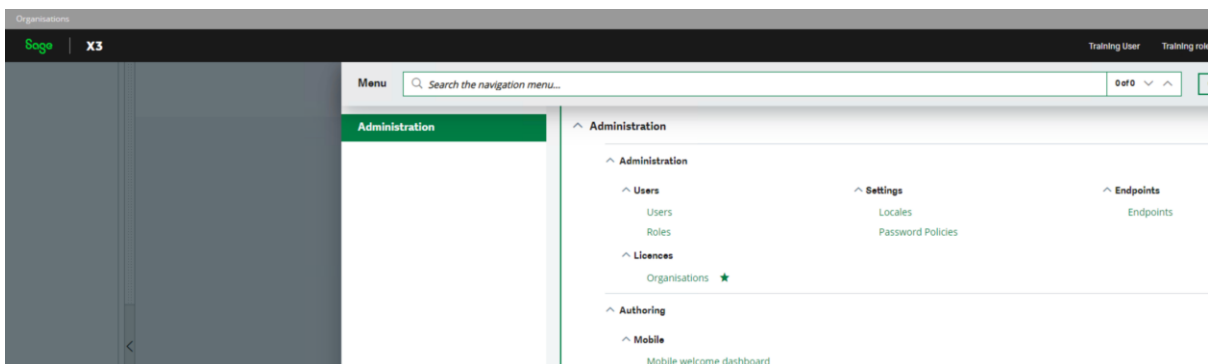 Organisations
Sage X3 Training User Training role
Menu Search the navigation menu... 0 of 0
Administration
Administration
Administration
Users Settings Endpoints
Users Locales Endpoints
Roles Password Policies
Licences
Organisations
Authoring
Mobile
Mobile welcome dashboard